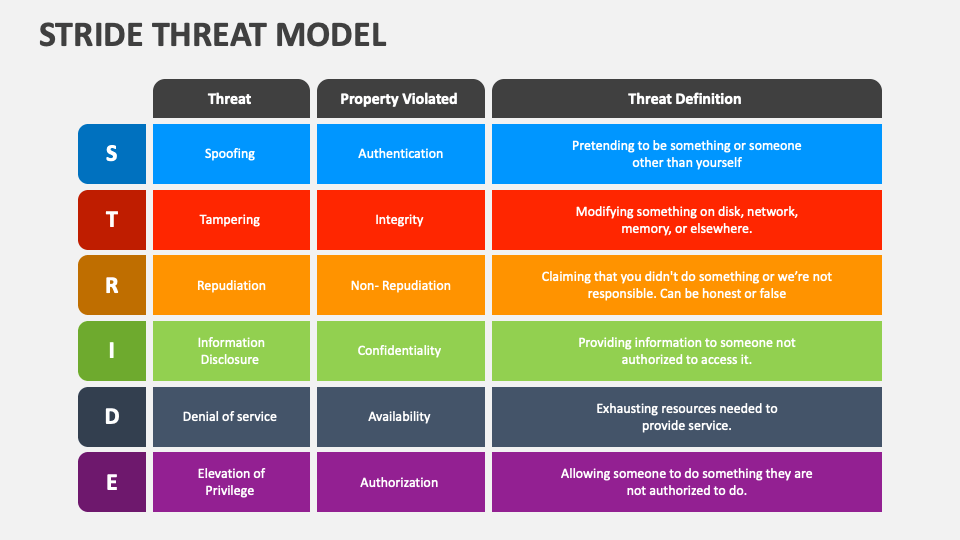 STRIDE THREAT MODEL
Threat
Property Violated
Threat Definition
S
Spoofing
Authentication
Pretending to be something or someone
other than yourself
T
Tampering
Integrity
Modifying something on disk, network,
memory, or elsewhere.
R
Repudiation
Non- Repudiation
Claiming that you didn't do something or we’re not
responsible. Can be honest or false
I
Information
Disclosure
Confidentiality
Providing information to someone not
authorized to access it.
D
Denial of service
Availability
Exhausting resources needed to
provide service.
E
Elevation of
Privilege
Authorization
Allowing someone to do something they are
not authorized to do.